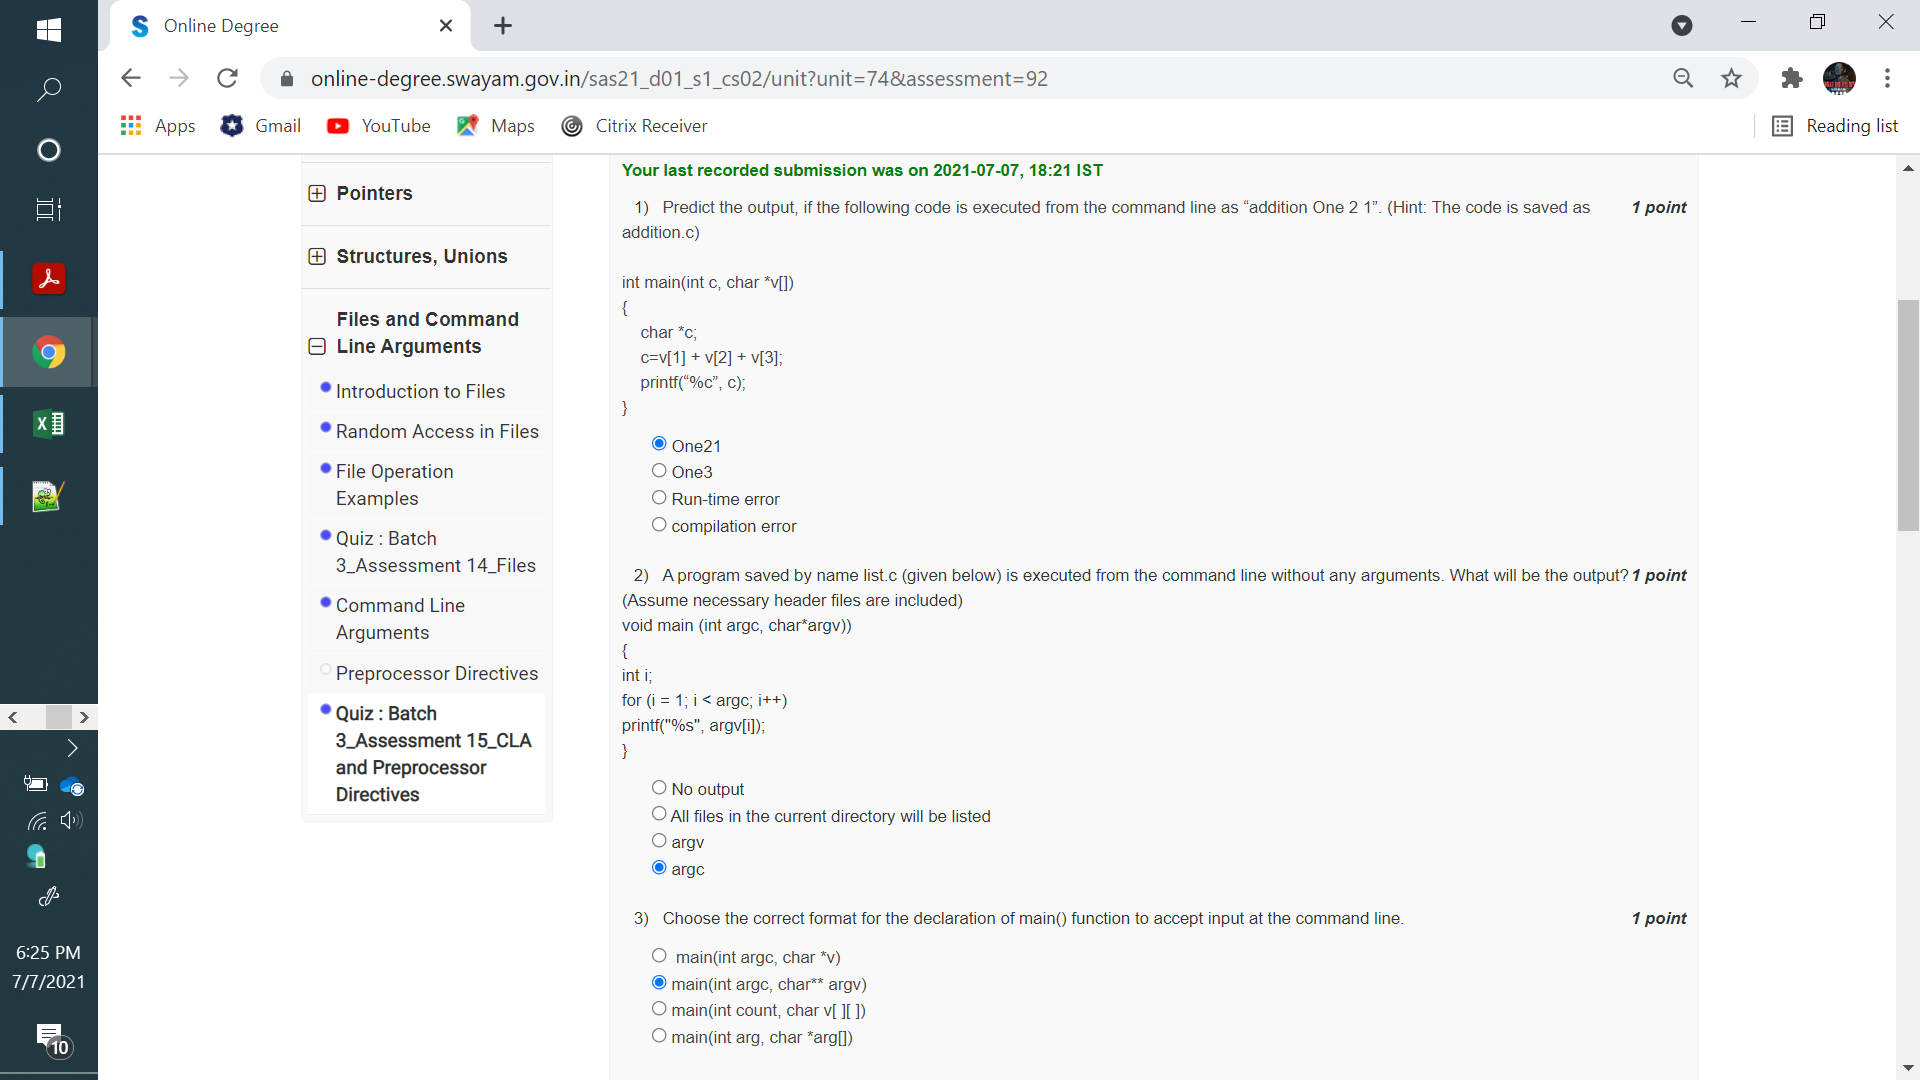 Online Degree
online-degree.swayam.gov.in/sas21_d01_s1_cs02/unit?unit=74&assessment=92
Apps Gmail YouTube Maps Citrix Receiver Reading list
Pointers
Structures, Unions
Files and Command
Line Arguments
Introduction to Files
Random Access in Files
File Operation
Examples
Quiz : Batch
3_Assessment 14_Files
Command Line
Arguments
Preprocessor Directives
Quiz : Batch
3_Assessment 15_CLA
and Preprocessor
Directives
Your last recorded submission was on 2021-07-07, 18:21 IST
1) Predict the output, if the following code is executed from the command line as “addition One 2 1”. (Hint: The code is saved as 1 point
addition.c)
int main(int c, char *v[])
{
char *c;
c=v[1] + v[2] + v[3];
printf(“%c”, c);
}
One21
One3
Run-time error
compilation error
2) A program saved by name list.c (given below) is executed from the command line without any arguments. What will be the output? 1 point
(Assume necessary header files are included)
void main (int argc, char*argv))
{
int i;
for (i = 1; i < argc; i++)
printf("%s", argv[i]);
}
No output
All files in the current directory will be listed
argv
argc
3) Choose the correct format for the declaration of main() function to accept input at the command line. 1 point
main(int argc, char *v)
main(int argc, char** argv)
main(int count, char v[ ][ ])
main(int arg, char *arg[])
6:25 PM
7/7/2021
10